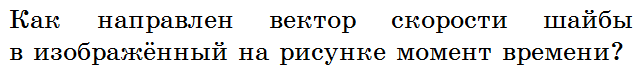 Как направлен вектор скорости шайбы
в изображённый на рисунке момент времени?